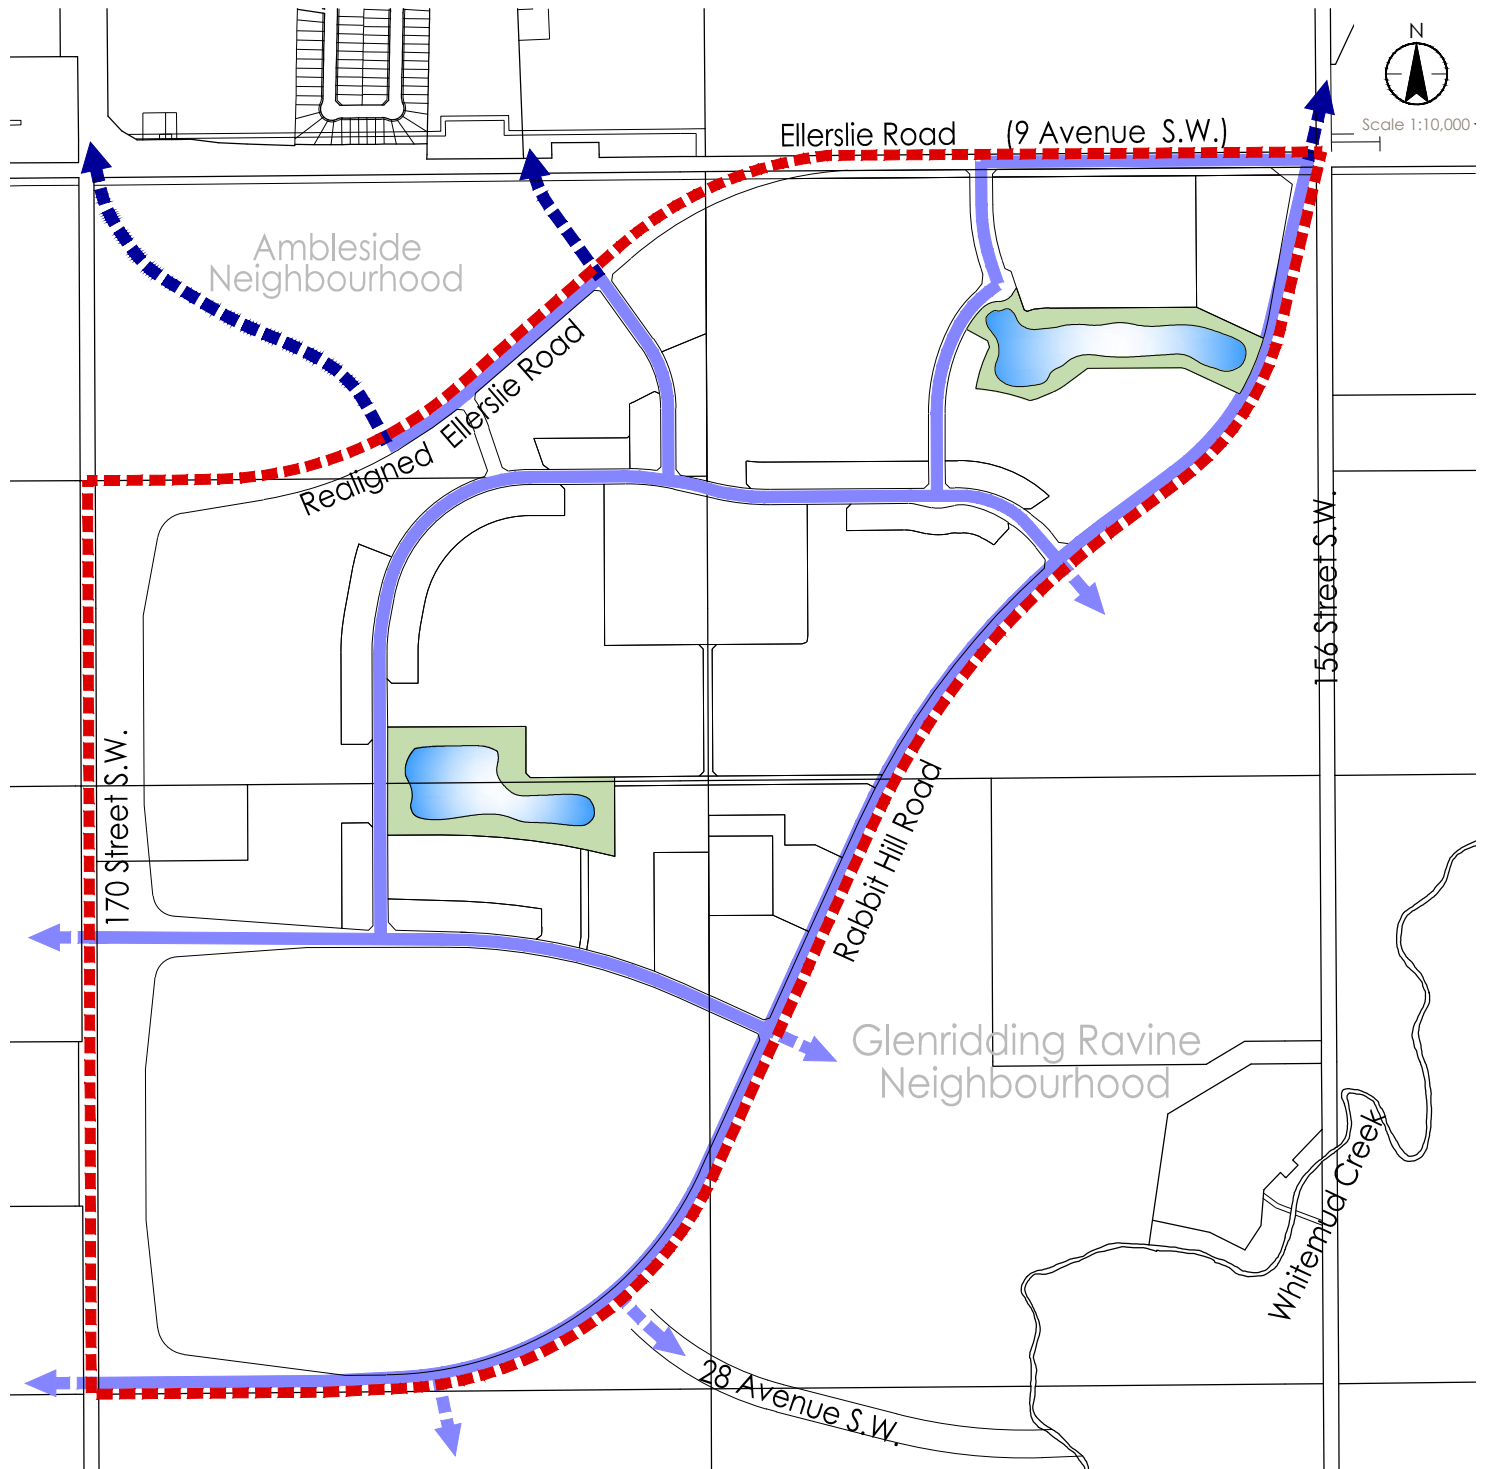 N
Scale 1:10,000
Ellerslie Road (9 Avenue S.W.)
Ambleside
Neighbourhood
Realigned Ellerslie Road
156 Street S.W.
170 Street S.W.
Rabbit Hill Road
Glenridding Ravine
Neighbourhood
Whitemud Creek
28 Avenue S.W.